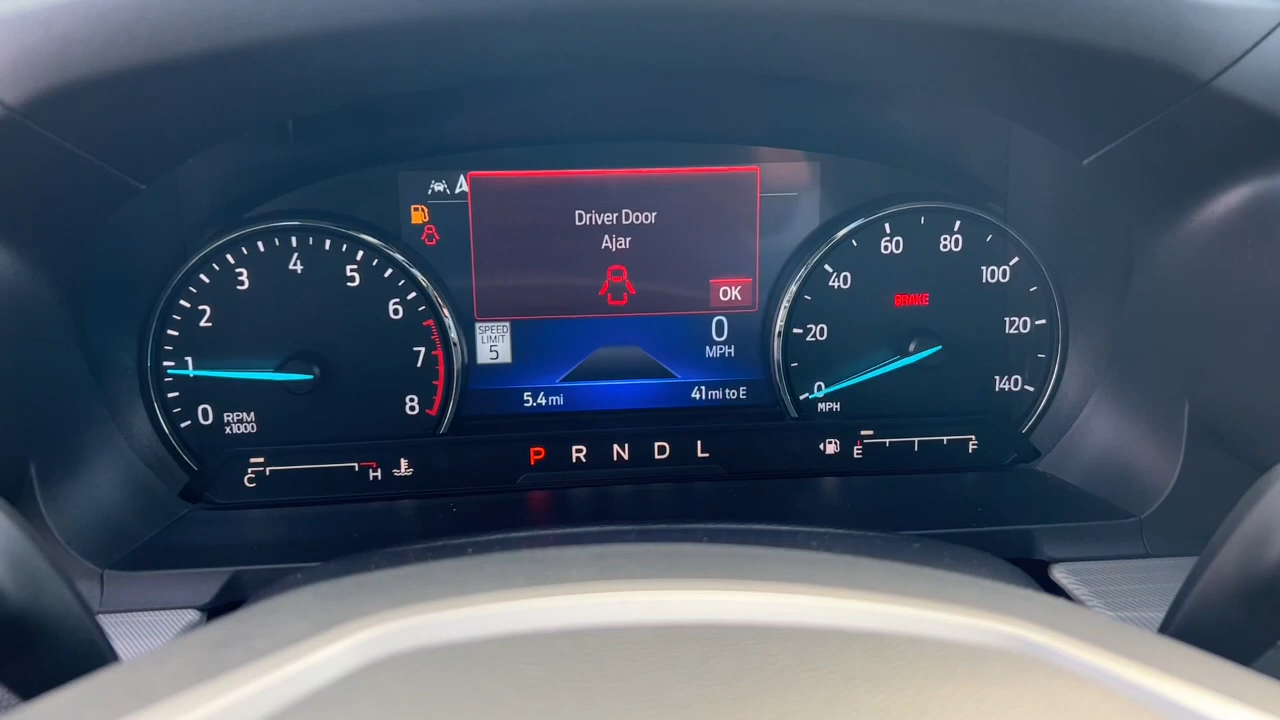 Driver Door
Ajar
OK
SPEED
LIMIT
5
0
MPH
5.4 mi
41 mi to E
0
1
2
3
4
5
6
7
8
RPM
x1000
0
20
40
60
80
100
120
140
MPH
BRAKE
C
H
P R N D L
E
F